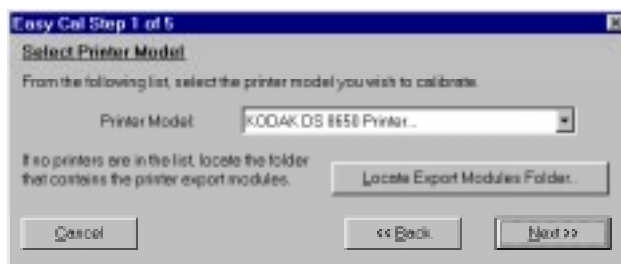 Easy Cal Step 1 of 5
Select Printer Model
From the following list, select the printer model you wish to calibrate.
Printer Model: KODAK DS 8650 Printer...
If no printers are in the list, locate the folder
that contains the printer export modules.
Locate Export Modules Folder...
Cancel
<< Back
Next >>